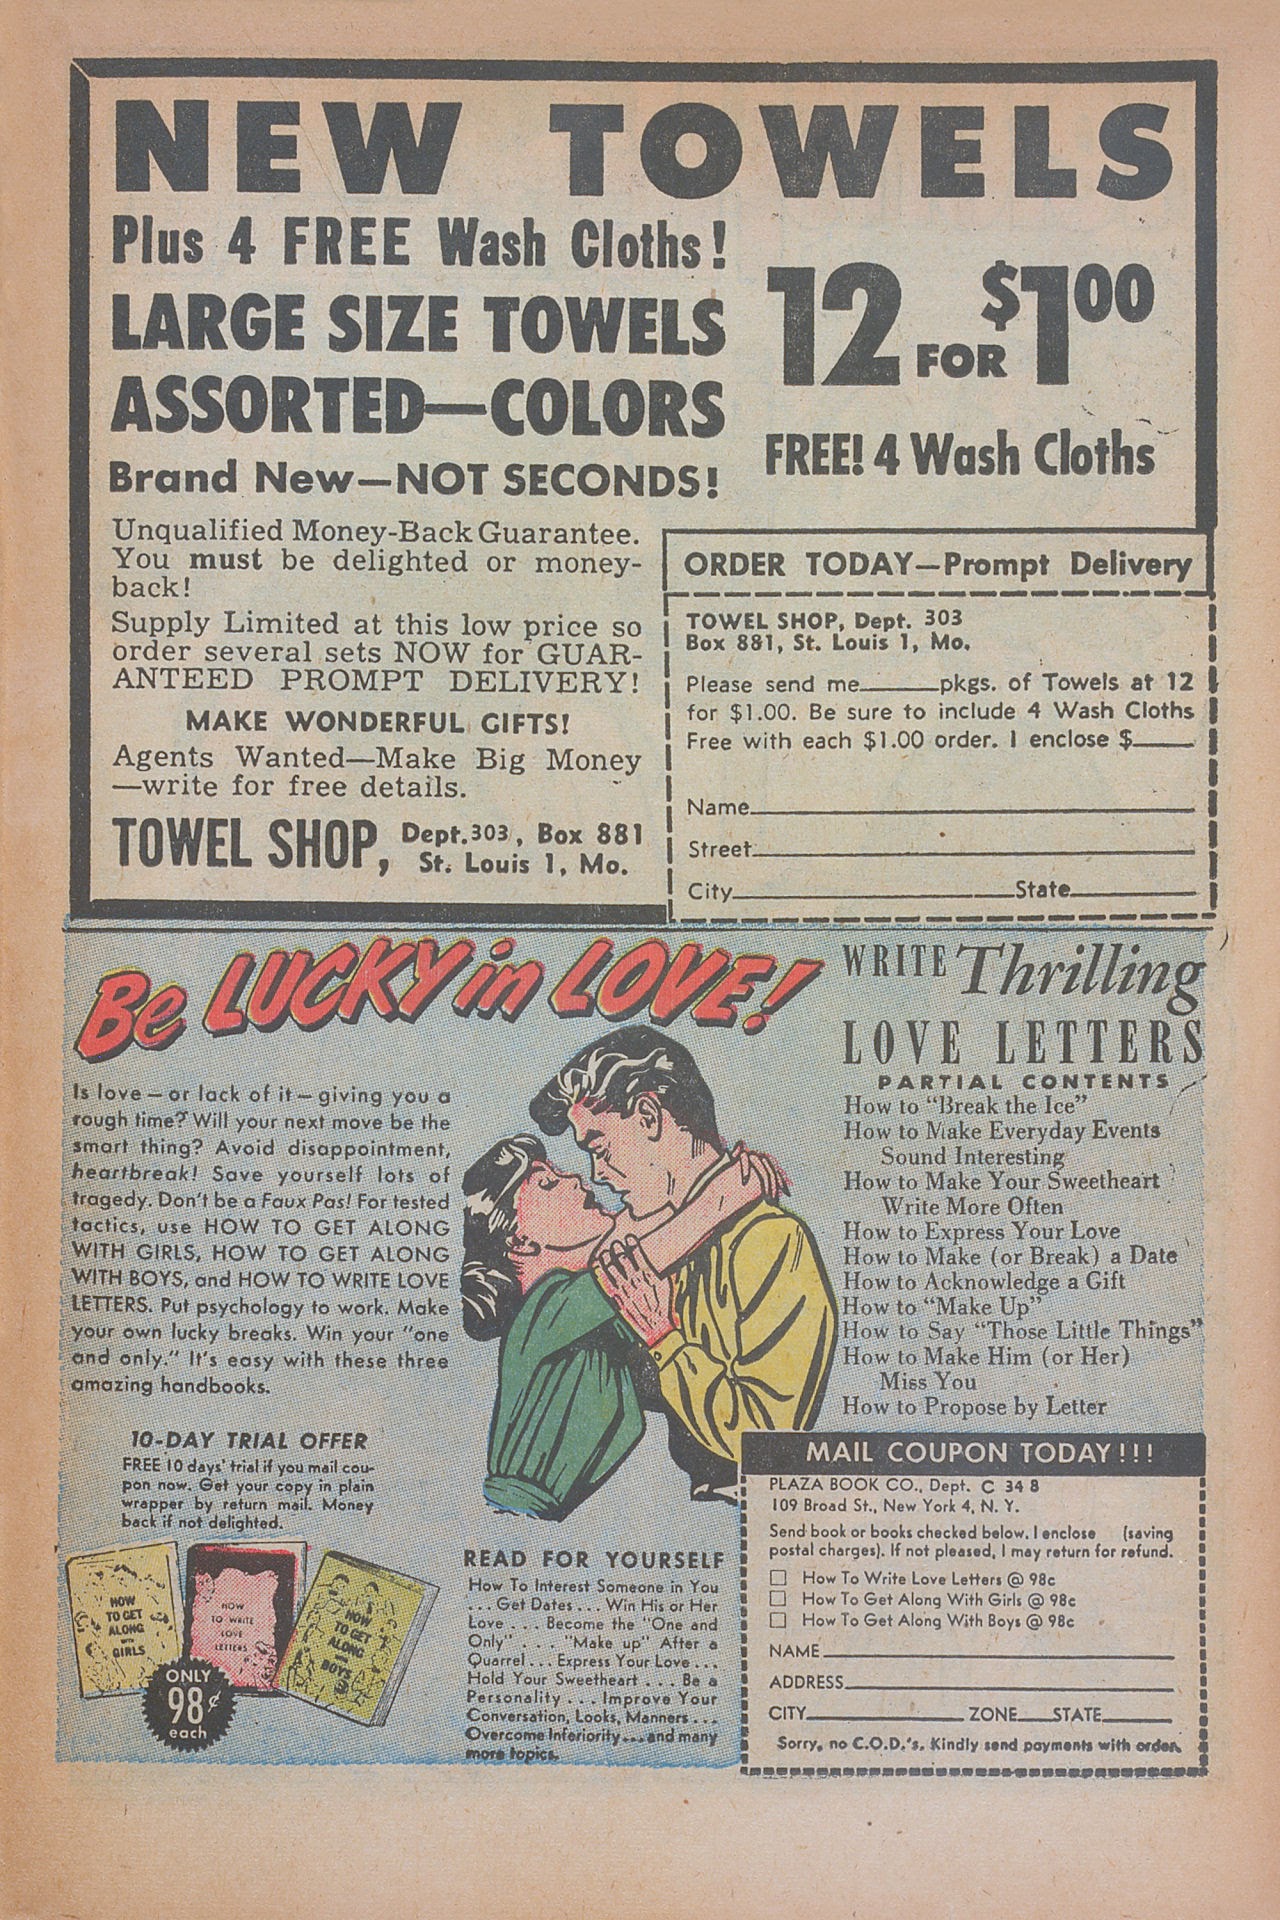 NEW TOWELS
Plus 4 FREE Wash Cloths!
LARGE SIZE TOWELS
ASSORTED—COLORS
Brand New—NOT SECONDS!
12 FOR $1.00
FREE! 4 Wash Cloths
Unqualified Money-Back Guarantee.
You must be delighted or money-
back!
Supply Limited at this low price so
order several sets NOW for GUAR-
ANTEED PROMPT DELIVERY!
MAKE WONDERFUL GIFTS!
Agents Wanted—Make Big Money
—write for free details.
TOWEL SHOP, Dept. 303, Box 881
St. Louis 1, Mo.
ORDER TODAY—Prompt Delivery
TOWEL SHOP, Dept. 303
Box 881, St. Louis 1, Mo.
Please send me______pkgs. of Towels at 12
for $1.00. Be sure to include 4 Wash Cloths
Free with each $1.00 order. I enclose $_____
Name
Street
City State
Be LUCKY in LOVE!
Is love — or lack of it — giving you a
rough time? Will your next move be the
smart thing? Avoid disappointment,
heartbreak! Save yourself lots of
tragedy. Don't be a Faux Pas! For tested
tactics, use HOW TO GET ALONG
WITH GIRLS, HOW TO GET ALONG
WITH BOYS, and HOW TO WRITE LOVE
LETTERS. Put psychology to work. Make
your own lucky breaks. Win your "one
and only." It's easy with these three
amazing handbooks.
10-DAY TRIAL OFFER
FREE 10 days' trial if you mail cou-
pon now. Get your copy in plain
wrapper by return mail. Money
back if not delighted.
HOW
TO GET
ALONG
WITH
GIRLS
HOW
TO WRITE
LOVE
LETTERS
HOW
TO GET
ALONG
WITH
BOYS
ONLY
98¢
each
READ FOR YOURSELF
How To Interest Someone in You
... Get Dates ... Win His or Her
Love ... Become the "One and
Only" ... "Make up" After a
Quarrel ... Express Your Love ...
Hold Your Sweetheart ... Be a
Personality ... Improve Your
Conversation, Looks, Manners ...
Overcome Inferiority ... and many
more topics.
WRITE Thrilling
LOVE LETTERS
PARTIAL CONTENTS
How to "Break the Ice"
How to Make Everyday Events
Sound Interesting
How to Make Your Sweetheart
Write More Often
How to Express Your Love
How to Make (or Break) a Date
How to Acknowledge a Gift
How to "Make Up"
How to Say "Those Little Things"
How to Make Him (or Her)
Miss You
How to Propose by Letter
MAIL COUPON TODAY!!!
PLAZA BOOK CO., Dept. C 348
109 Broad St., New York 4, N. Y.
Send book or books checked below. I enclose (saving
postal charges). If not pleased, I may return for refund.
☐ How To Write Love Letters @ 98c
☐ How To Get Along With Girls @ 98c
☐ How To Get Along With Boys @ 98c
NAME
ADDRESS
CITY ZONE STATE
Sorry, no C.O.D.'s. Kindly send payments with order.